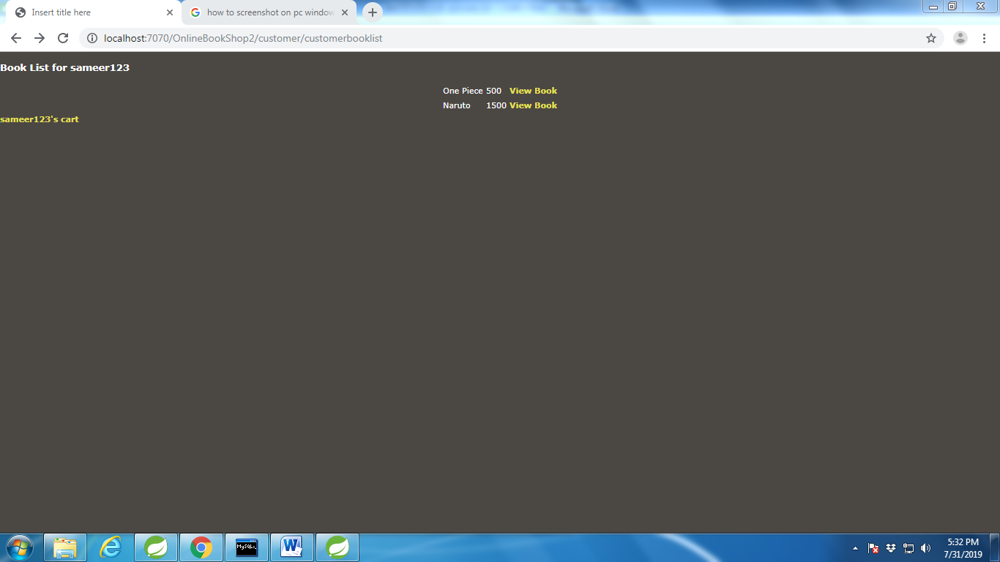 Insert title here
how to screenshot on pc window
localhost:7070/OnlineBookShop2/customer/customerbooklist
Book List for sameer123
One Piece 500 View Book
Naruto 1500 View Book
sameer123's cart
MySQL
W
5:32 PM
7/31/2019